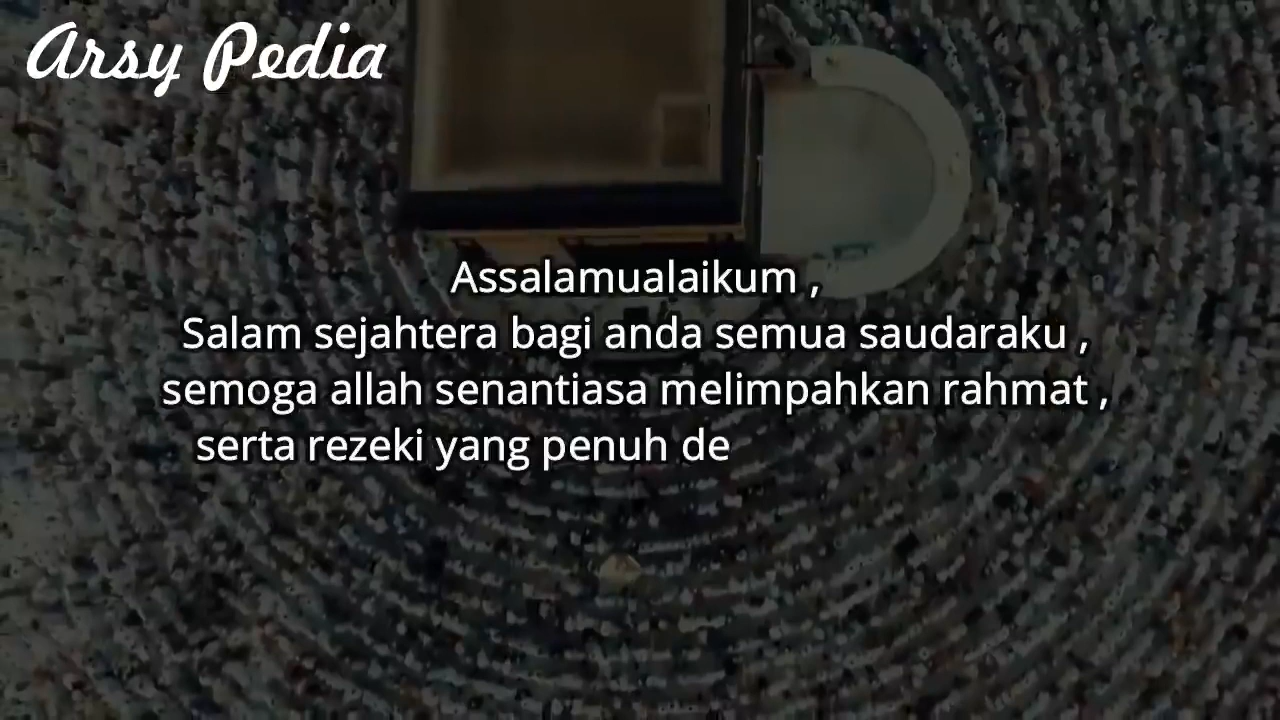 Arsy Pedia
Assalamualaikum ,
Salam sejahtera bagi anda semua saudaraku ,
semoga allah senantiasa melimpahkan rahmat ,
serta rezeki yang penuh de